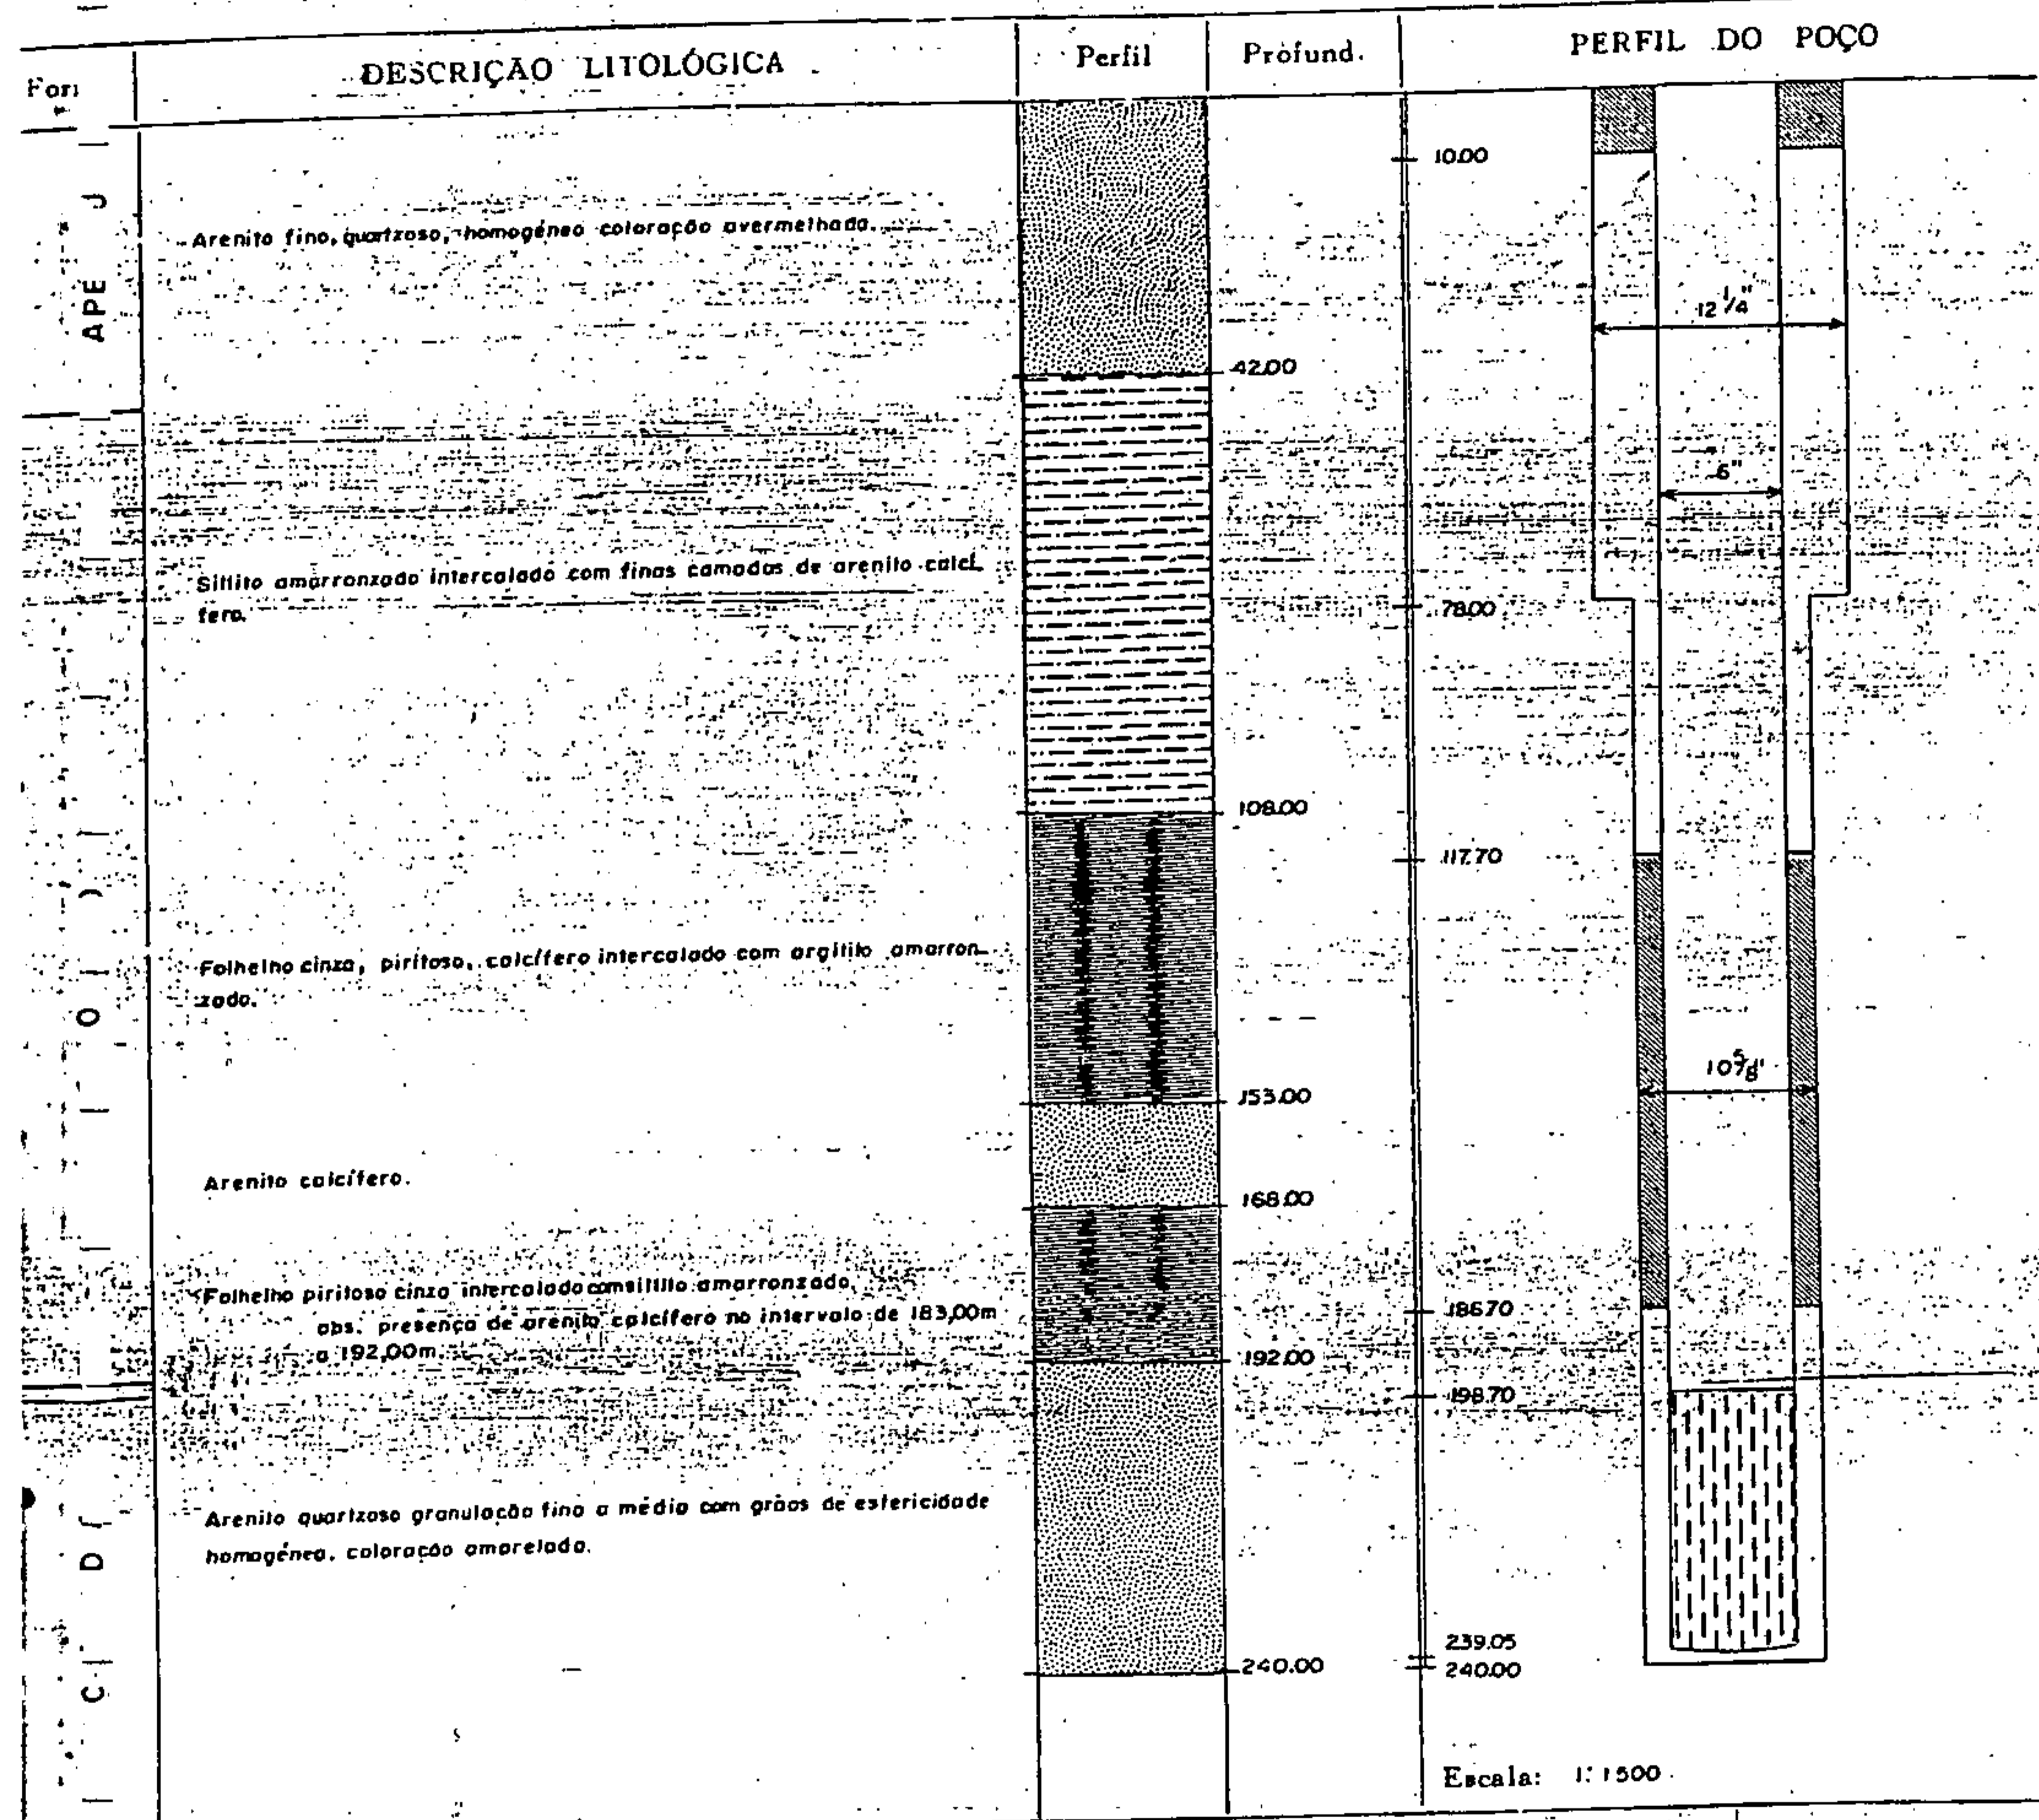 Forı
DESCRIÇÃO LITOLÓGICA
Perfil
Profund.
PERFIL DO POÇO
APE
Arenito fino, quartzoso, homogéneo coloração avermelhada.
42.00
Siltito amarronzado intercalado com finas camadas de arenito calcí_
fero.
108.00
Folhelho cinza, piritoso, calcífero intercalado com argilito amarron_
zado.
153.00
Arenito calcífero.
168.00
Folhelho piritoso cinza intercalado com siltito amarronzado.
obs. presença de arenito calcífero no intervalo de 183,00m
a 192,00m.
192.00
Arenito quartzoso granulação fino a médio com grãos de esfericidade
homogénea, coloração amarelada.
240.00
10.00
12 1/4"
6"
78.00
117.70
10 5/8"
186.70
198.70
239.05
240.00
Escala: 1:1500